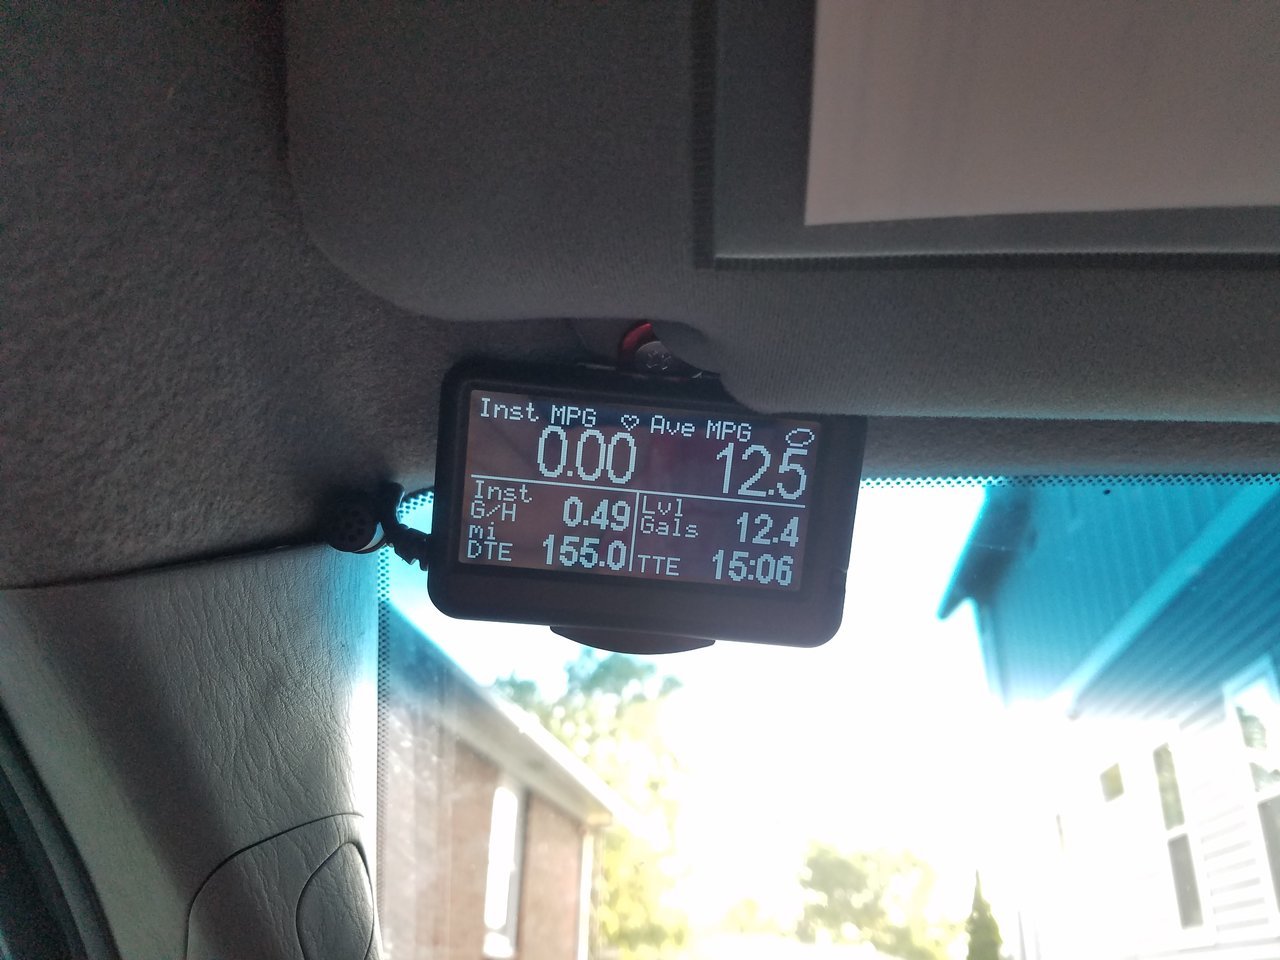 Inst MPG ♡ Ave MPG
0.00 12.5
Inst G/H 0.49 Lvl Gals 12.4
mi DTE 155.0 TTE 15:06